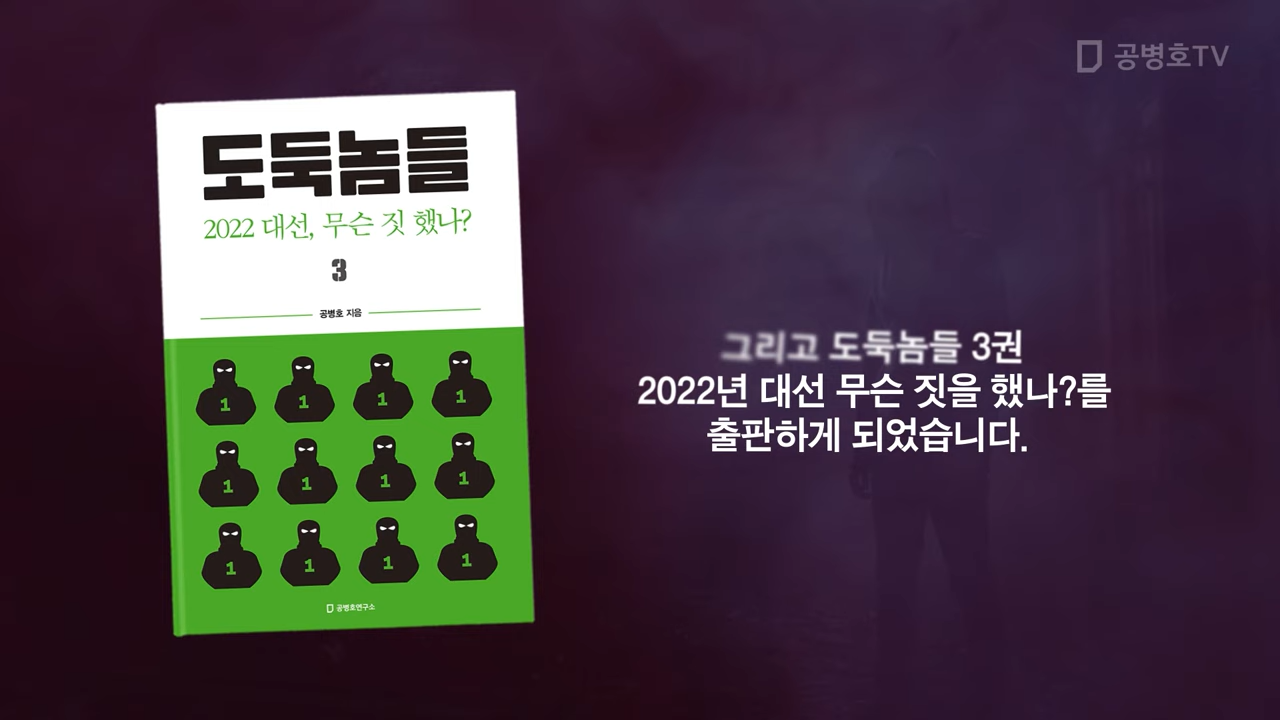 공병호TV
도둑놈들
2022 대선, 무슨 짓 했나?
3
공병호 지음
1 1 1 1
1 1 1 1
1 1 1 1
공병호연구소
그리고 도둑놈들 3권
2022년 대선 무슨 짓을 했나?를
출판하게 되었습니다.